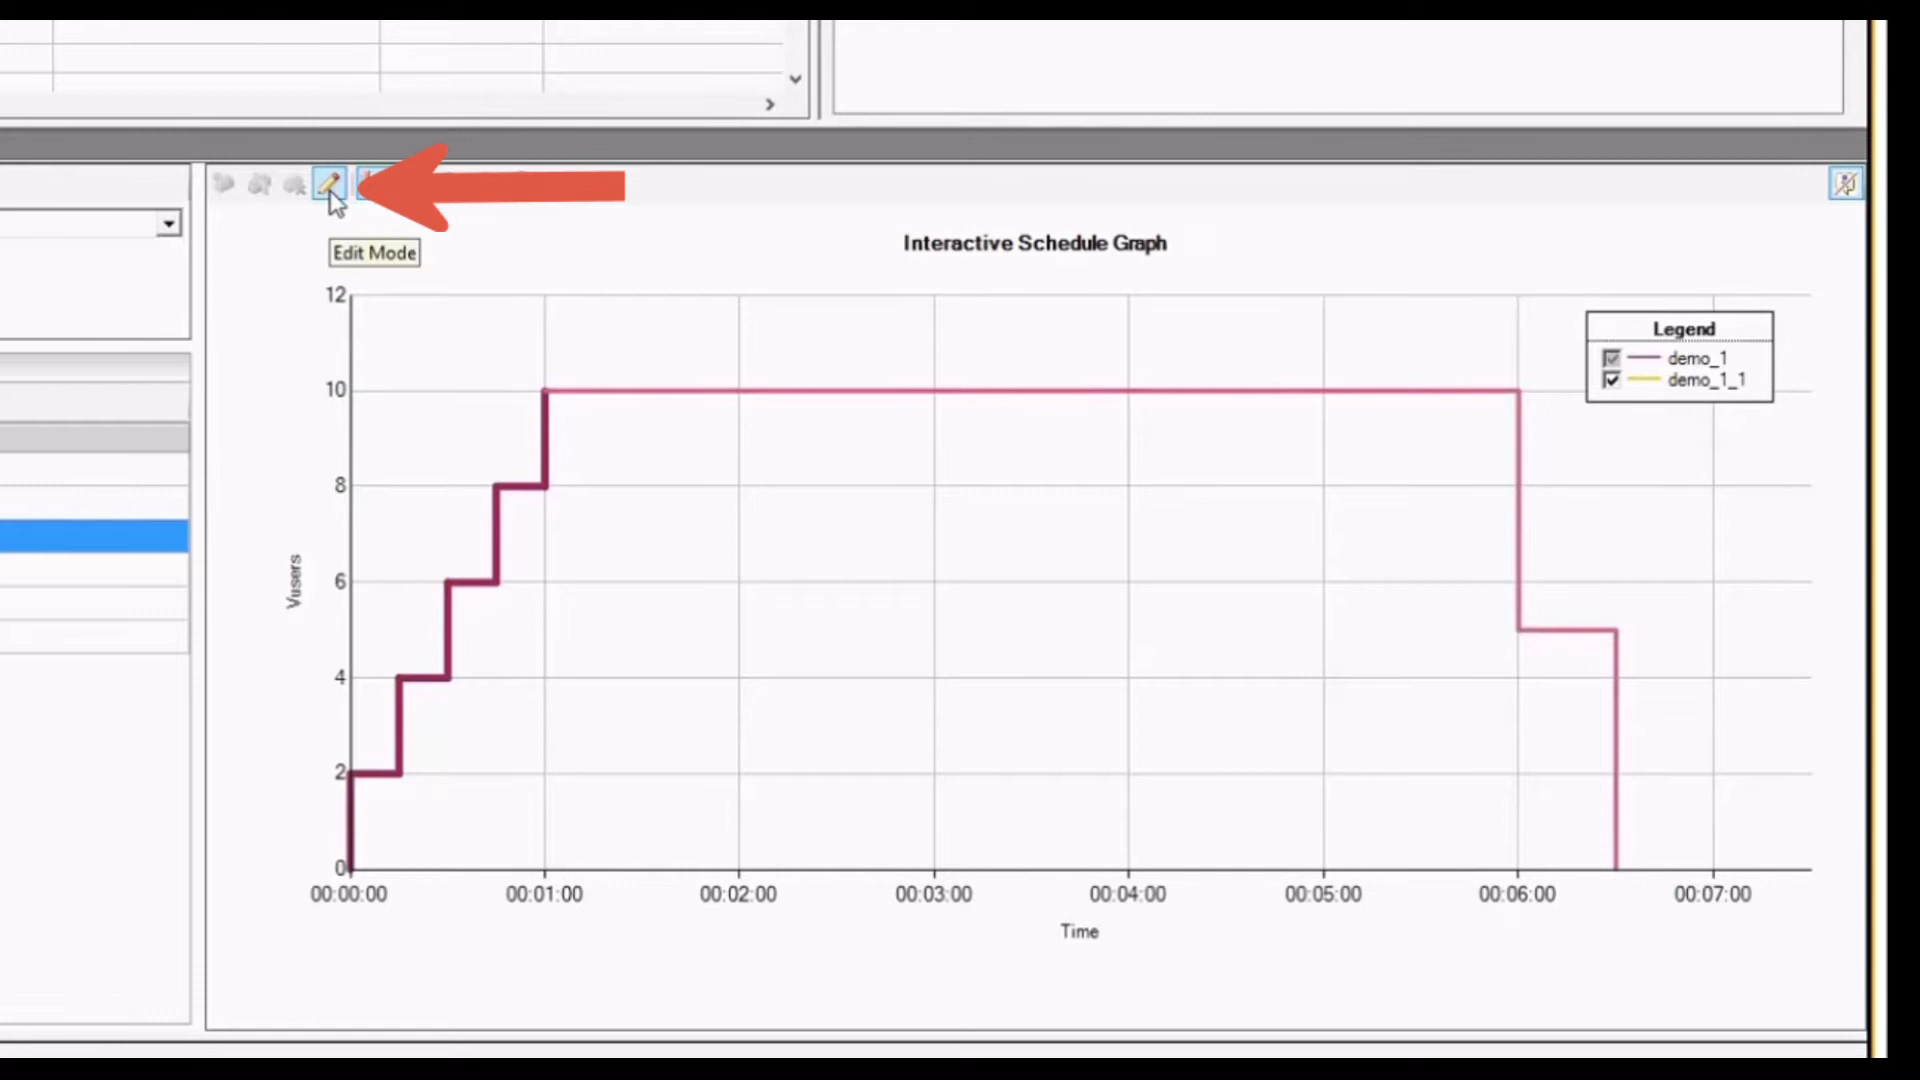 Edit Mode
Interactive Schedule Graph
12
10
8
6
4
2
0
Vusers
Legend
demo_1
demo_1_1
00:00:00 00:01:00 00:02:00 00:03:00 00:04:00 00:05:00 00:06:00 00:07:00
Time